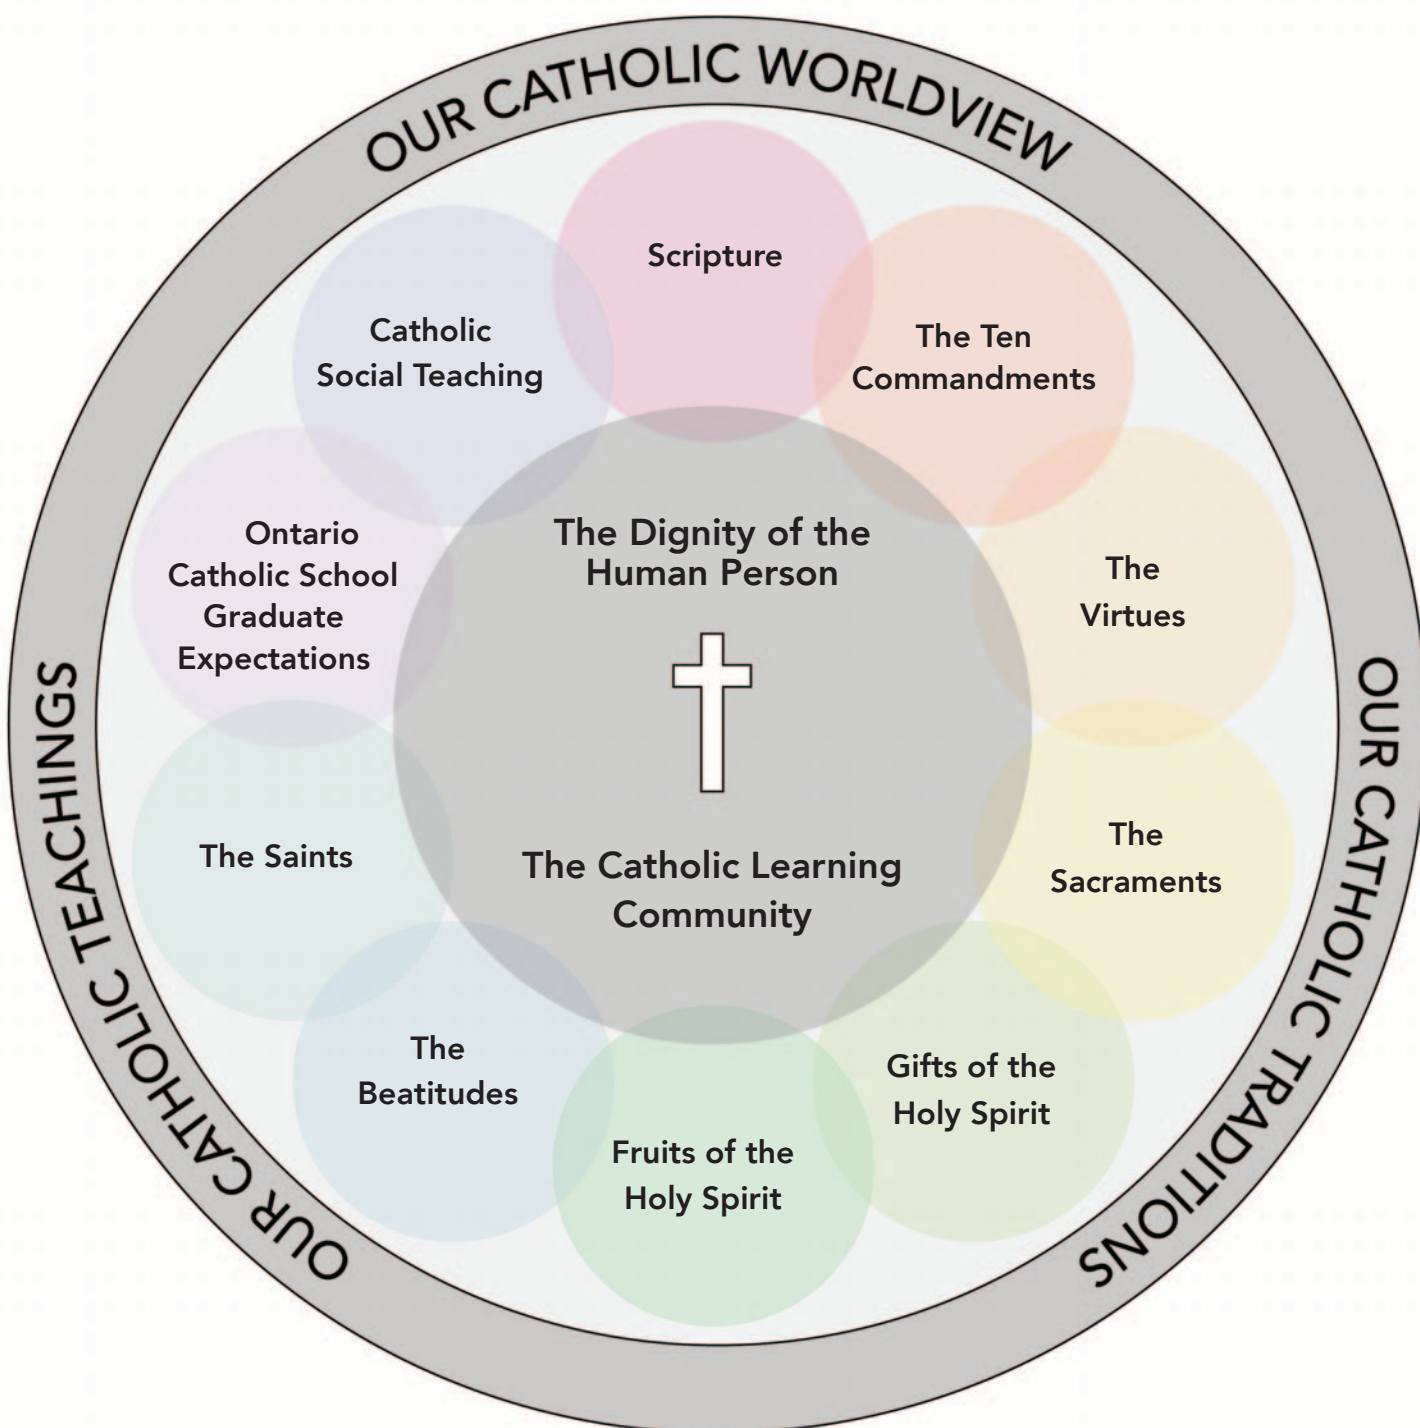 OUR CATHOLIC WORLDVIEW
Scripture
The Ten
Commandments
The
Virtues
The
Sacraments
Gifts of the
Holy Spirit
Fruits of the
Holy Spirit
The
Beatitudes
The Saints
Ontario
Catholic School
Graduate
Expectations
Catholic
Social Teaching
The Dignity of the
Human Person
The Catholic Learning
Community
OUR CATHOLIC TRADITIONS
OUR CATHOLIC TEACHINGS